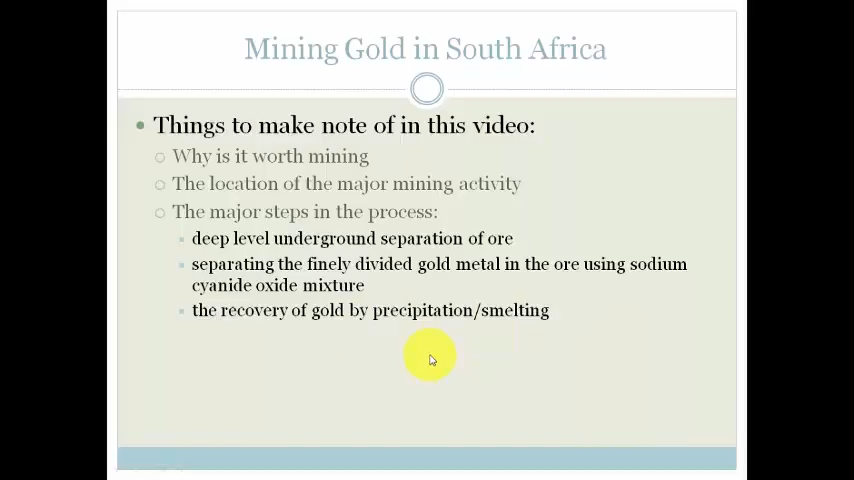 Mining Gold in South Africa
Things to make note of in this video:
Why is it worth mining
The location of the major mining activity
The major steps in the process:
deep level underground separation of ore
separating the finely divided gold metal in the ore using sodium
cyanide oxide mixture
the recovery of gold by precipitation/smelting